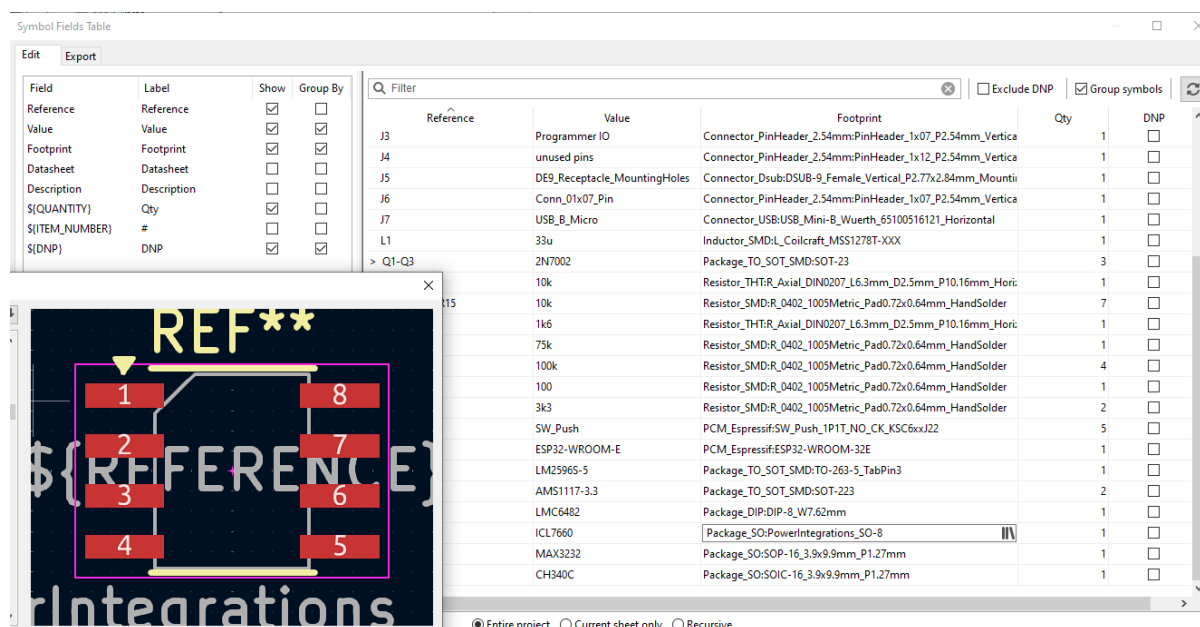 Symbol Fields Table
Edit Export
Field Label Show Group By
Reference Reference
Value Value
Footprint Footprint
Datasheet Datasheet
Description Description
${QUANTITY} Qty
${ITEM_NUMBER} #
${DNP} DNP
Filter Exclude DNP Group symbols
Reference Value Footprint Qty DNP
J3 Programmer IO Connector_PinHeader_2.54mm:PinHeader_1x07_P2.54mm_Vertica 1
J4 unused pins Connector_PinHeader_2.54mm:PinHeader_1x12_P2.54mm_Vertica 1
J5 DE9_Receptacle_MountingHoles Connector_Dsub:DSUB-9_Female_Vertical_P2.77x2.84mm_Mounti 1
J6 Conn_01x07_Pin Connector_PinHeader_2.54mm:PinHeader_1x07_P2.54mm_Vertica 1
J7 USB_B_Micro Connector_USB:USB_Mini-B_Wuerth_65100516121_Horizontal 1
L1 33u Inductor_SMD:L_Coilcraft_MSS1278T-XXX 1
> Q1-Q3 2N7002 Package_TO_SOT_SMD:SOT-23 3
10k Resistor_THT:R_Axial_DIN0207_L6.3mm_D2.5mm_P10.16mm_Hori 1
R15 10k Resistor_SMD:R_0402_1005Metric_Pad0.72x0.64mm_HandSolder 7
1k6 Resistor_THT:R_Axial_DIN0207_L6.3mm_D2.5mm_P10.16mm_Hori 1
75k Resistor_SMD:R_0402_1005Metric_Pad0.72x0.64mm_HandSolder 1
100k Resistor_SMD:R_0402_1005Metric_Pad0.72x0.64mm_HandSolder 4
100 Resistor_SMD:R_0402_1005Metric_Pad0.72x0.64mm_HandSolder 1
3k3 Resistor_SMD:R_0402_1005Metric_Pad0.72x0.64mm_HandSolder 2
SW_Push PCM_Espressif:SW_Push_1P1T_NO_CK_KSC6xxJ22 5
ESP32-WROOM-E PCM_Espressif:ESP32-WROOM-32E 1
LM2596S-5 Package_TO_SOT_SMD:TO-263-5_TabPin3 1
AMS1117-3.3 Package_TO_SOT_SMD:SOT-223 2
LMC6482 Package_DIP:DIP-8_W7.62mm 1
ICL7660 Package_SO:PowerIntegrations_SO-8 1
MAX3232 Package_SO:SOP-16_3.9x9.9mm_P1.27mm 1
CH340C Package_SO:SOIC-16_3.9x9.9mm_P1.27mm 1
Entire project Current sheet only Recursive
REF**
1 8
2 7
${REFERENCE}
3 6
4 5
rIntegrations